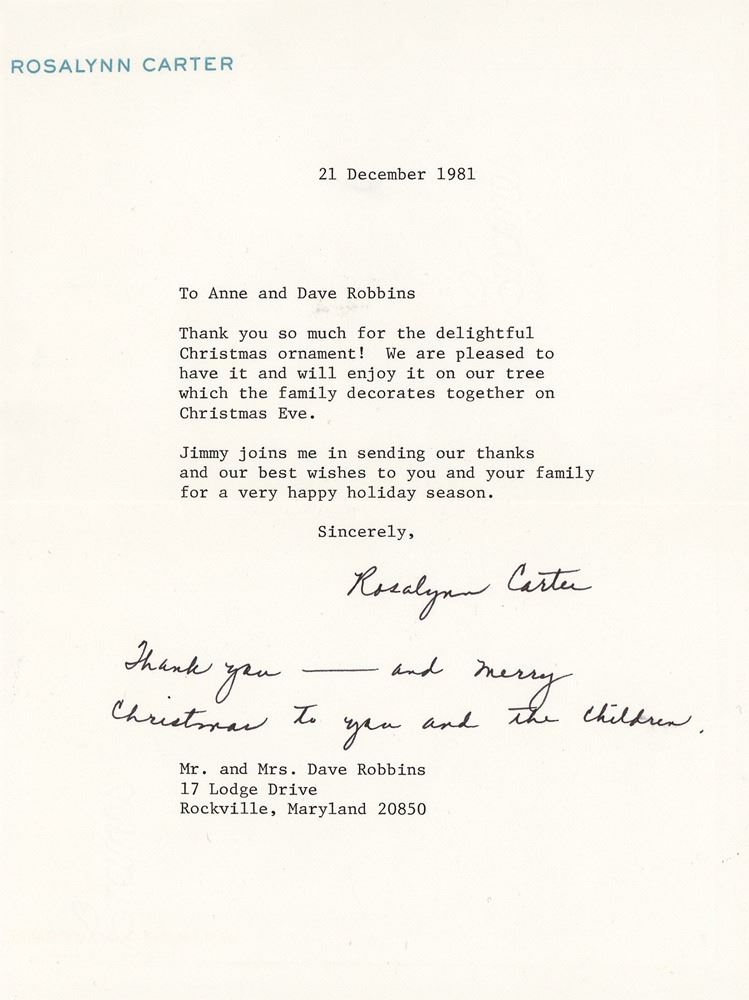 ROSALYNN CARTER
21 December 1981
To Anne and Dave Robbins
Thank you so much for the delightful
Christmas ornament!  We are pleased to
have it and will enjoy it on our tree
which the family decorates together on
Christmas Eve.
Jimmy joins me in sending our thanks
and our best wishes to you and your family
for a very happy holiday season.
Sincerely,
Rosalynn Carter
Thank you — and merry
Christmas to you and the children.
Mr. and Mrs. Dave Robbins
17 Lodge Drive
Rockville, Maryland 20850